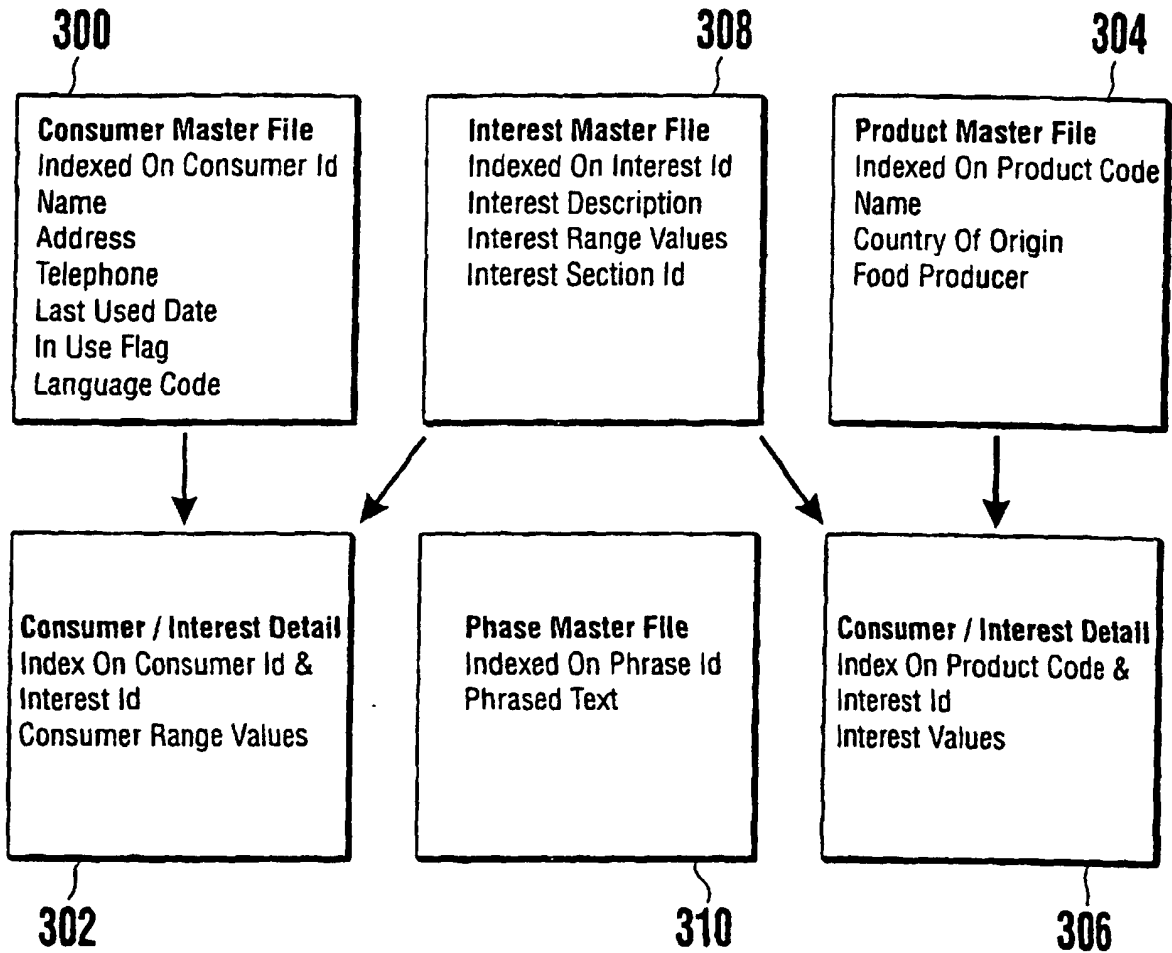 300
308
304
Consumer Master File
Indexed On Consumer Id
Name
Address
Telephone
Last Used Date
In Use Flag
Language Code
Interest Master File
Indexed On Interest Id
Interest Description
Interest Range Values
Interest Section Id
Product Master File
Indexed On Product Code
Name
Country Of Origin
Food Producer
Consumer / Interest Detail
Index On Consumer Id &
Interest Id
Consumer Range Values
Phase Master File
Indexed On Phrase Id
Phrased Text
Consumer / Interest Detail
Index On Product Code &
Interest Id
Interest Values
302
310
306